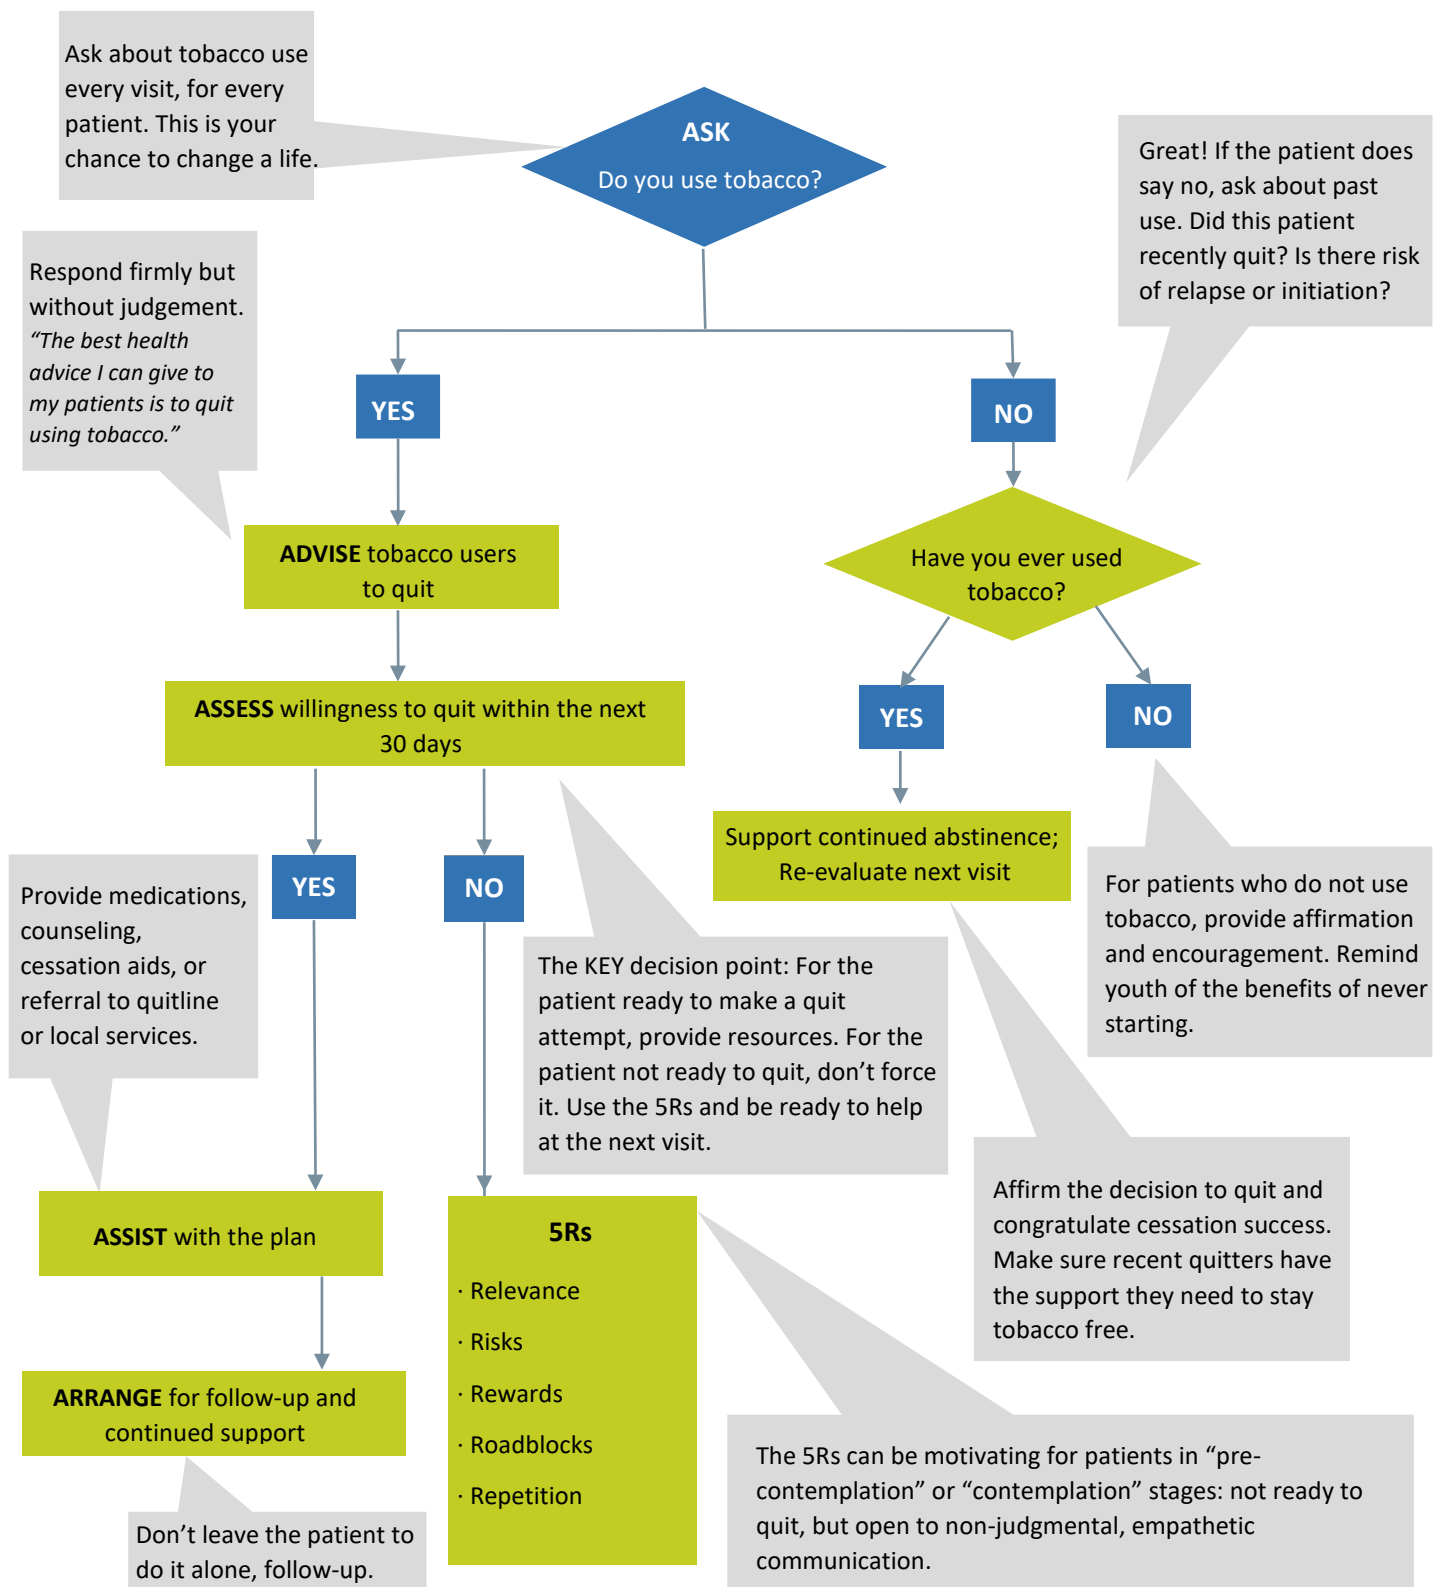 Ask about tobacco use
every visit, for every
patient. This is your
chance to change a life.
ASK
Do you use tobacco?
Great! If the patient does
say no, ask about past
use. Did this patient
recently quit? Is there risk
of relapse or initiation?
Respond firmly but
without judgement.
“The best health
advice I can give to
my patients is to quit
using tobacco.”
YES
NO
ADVISE tobacco users
to quit
Have you ever used
tobacco?
ASSESS willingness to quit within the next
30 days
YES
NO
Support continued abstinence;
Re-evaluate next visit
YES
NO
Provide medications,
counseling,
cessation aids, or
referral to quitline
or local services.
The KEY decision point: For the
patient ready to make a quit
attempt, provide resources. For the
patient not ready to quit, don’t force
it. Use the 5Rs and be ready to help
at the next visit.
For patients who do not use
tobacco, provide affirmation
and encouragement. Remind
youth of the benefits of never
starting.
ASSIST with the plan
5Rs
· Relevance
· Risks
· Rewards
· Roadblocks
· Repetition
Affirm the decision to quit and
congratulate cessation success.
Make sure recent quitters have
the support they need to stay
tobacco free.
ARRANGE for follow-up and
continued support
Don’t leave the patient to
do it alone, follow-up.
The 5Rs can be motivating for patients in “pre-
contemplation” or “contemplation” stages: not ready to
quit, but open to non-judgmental, empathetic
communication.